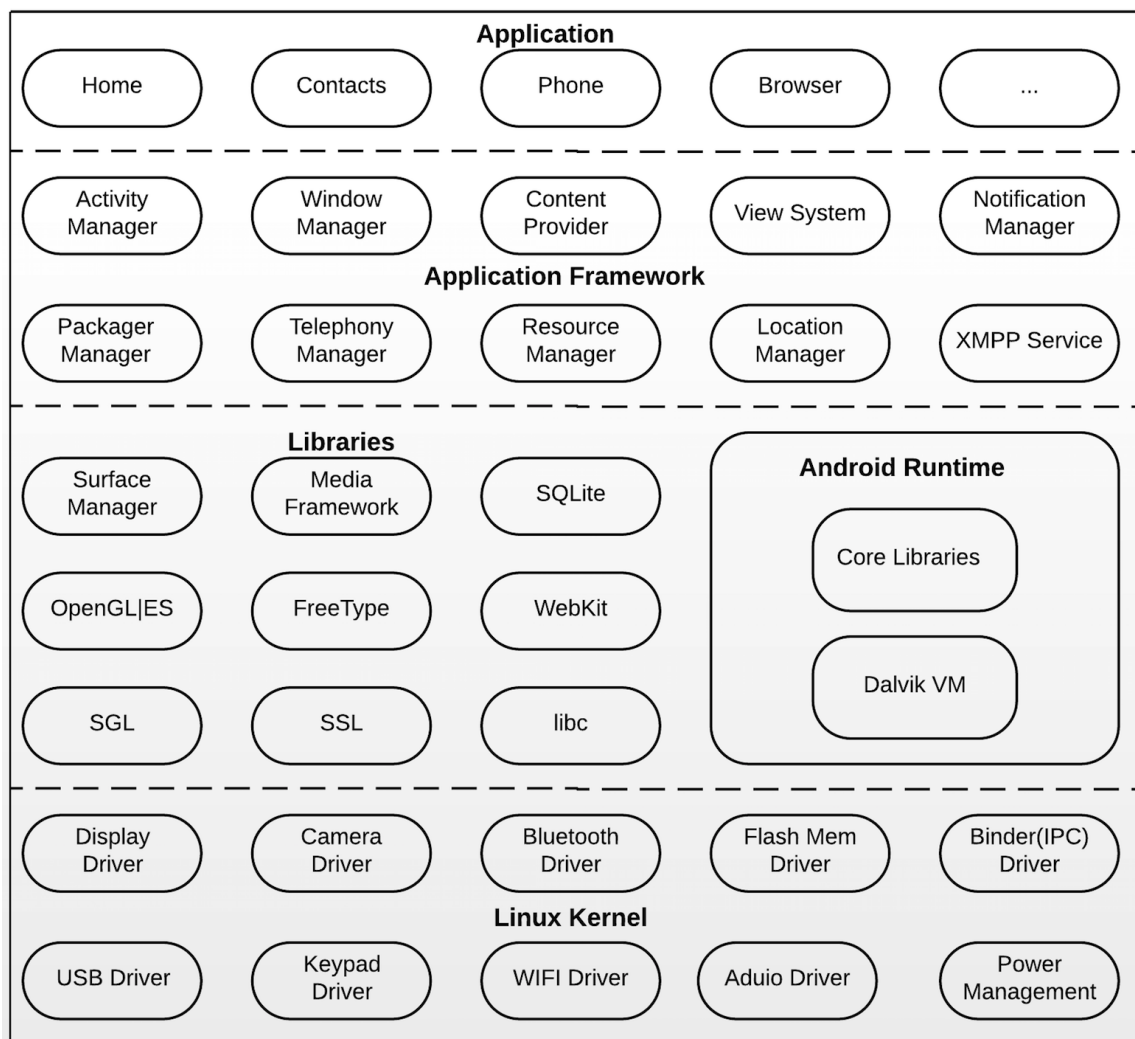 Application
Home
Contacts
Phone
Browser
...
Activity
Manager
Window
Manager
Content
Provider
View System
Notification
Manager
Application Framework
Packager
Manager
Telephony
Manager
Resource
Manager
Location
Manager
XMPP Service
Libraries
Surface
Manager
Media
Framework
SQLite
OpenGL|ES
FreeType
WebKit
SGL
SSL
libc
Android Runtime
Core Libraries
Dalvik VM
Display
Driver
Camera
Driver
Bluetooth
Driver
Flash Mem
Driver
Binder(IPC)
Driver
Linux Kernel
USB Driver
Keypad
Driver
WIFI Driver
Aduio Driver
Power
Management